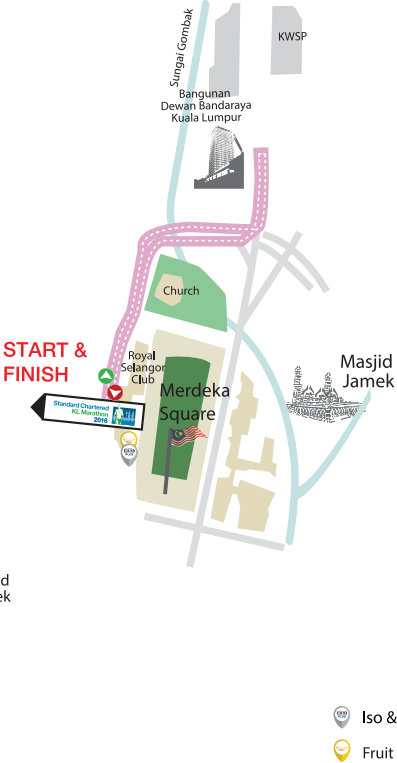 Sungai Gombak
KWSP
Bangunan
Dewan Bandaraya
Kuala Lumpur
Church
START &
FINISH
Royal
Selangor
Club
Masjid
Jamek
Merdeka
Square
Standard Chartered
KL Marathon
2016
d
ek
Iso &
Fruit